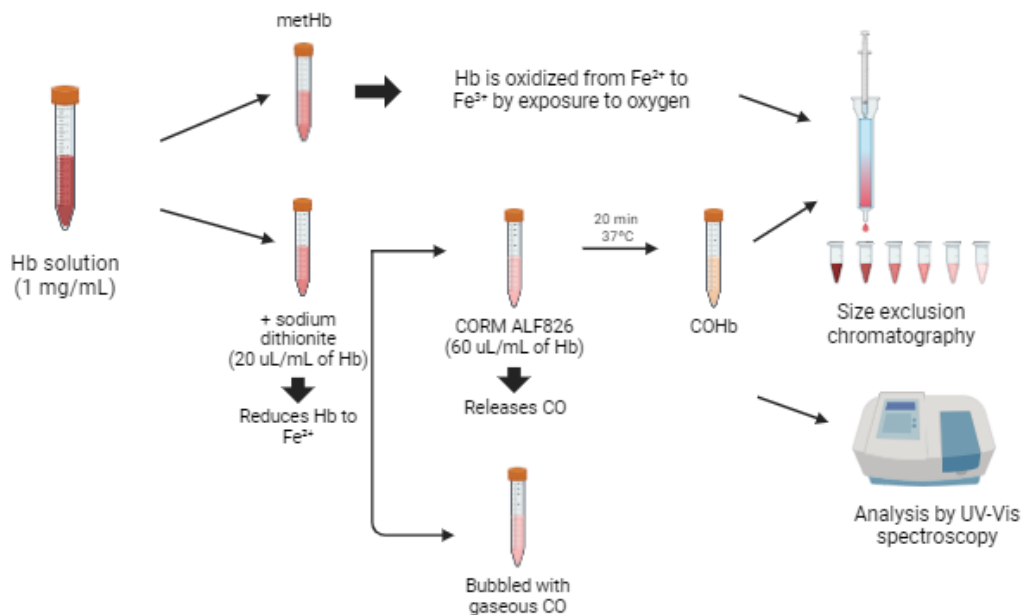 metHb
Hb is oxidized from Fe²⁺ to
Fe³⁺ by exposure to oxygen
Hb solution
(1 mg/mL)
+ sodium
dithionite
(20 uL/mL of Hb)
Reduces Hb to
Fe²⁺
CORM ALF826
(60 uL/mL of Hb)
Releases CO
20 min
37ºC
COHb
Size exclusion
chromatography
Bubbled with
gaseous CO
Analysis by UV-Vis
spectroscopy